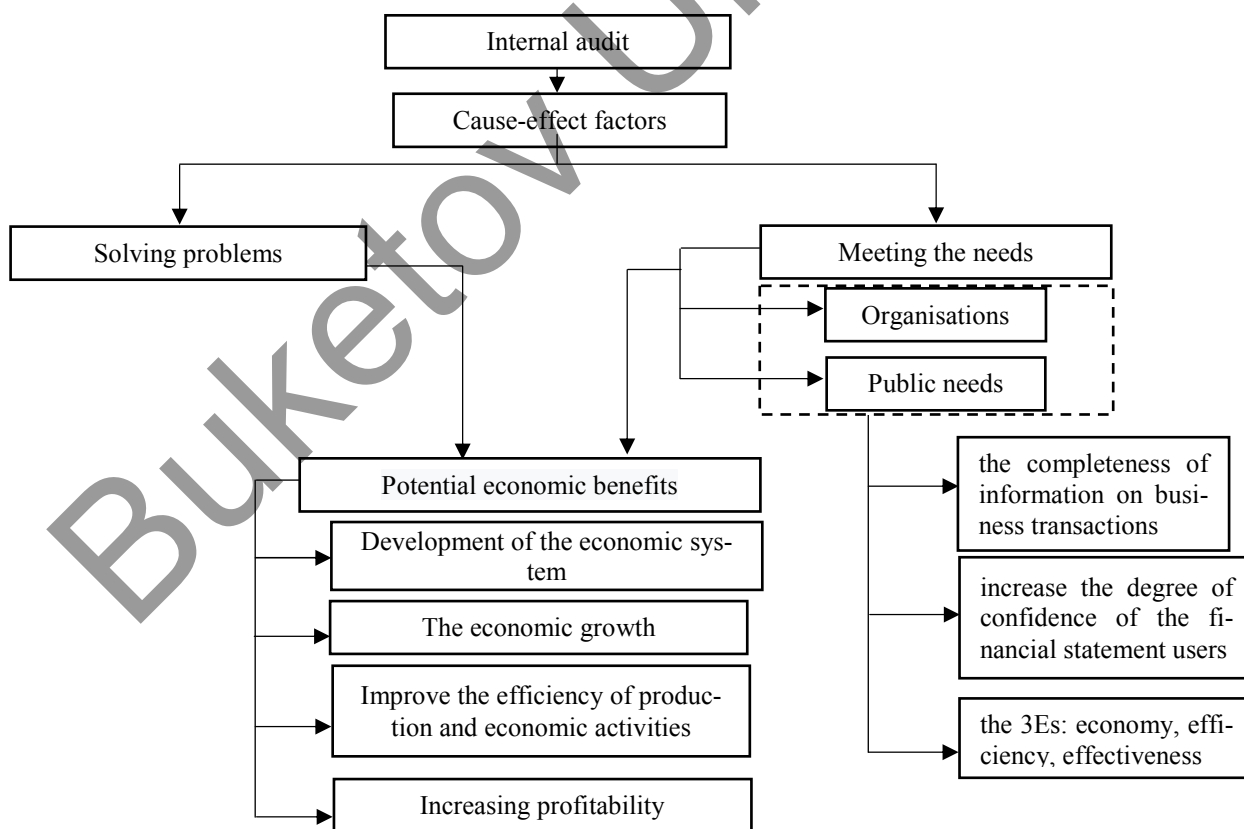 Internal audit
Cause-effect factors
Solving problems
Meeting the needs
Organisations
Public needs
Potential economic benefits
Development of the economic sys-
tem
The economic growth
Improve the efficiency of produc-
tion and economic activities
Increasing profitability
the completeness of
information on busi-
ness transactions
increase the degree of
confidence of the fi-
nancial statement users
the 3Es: economy, effi-
ciency, effectiveness
Buketov